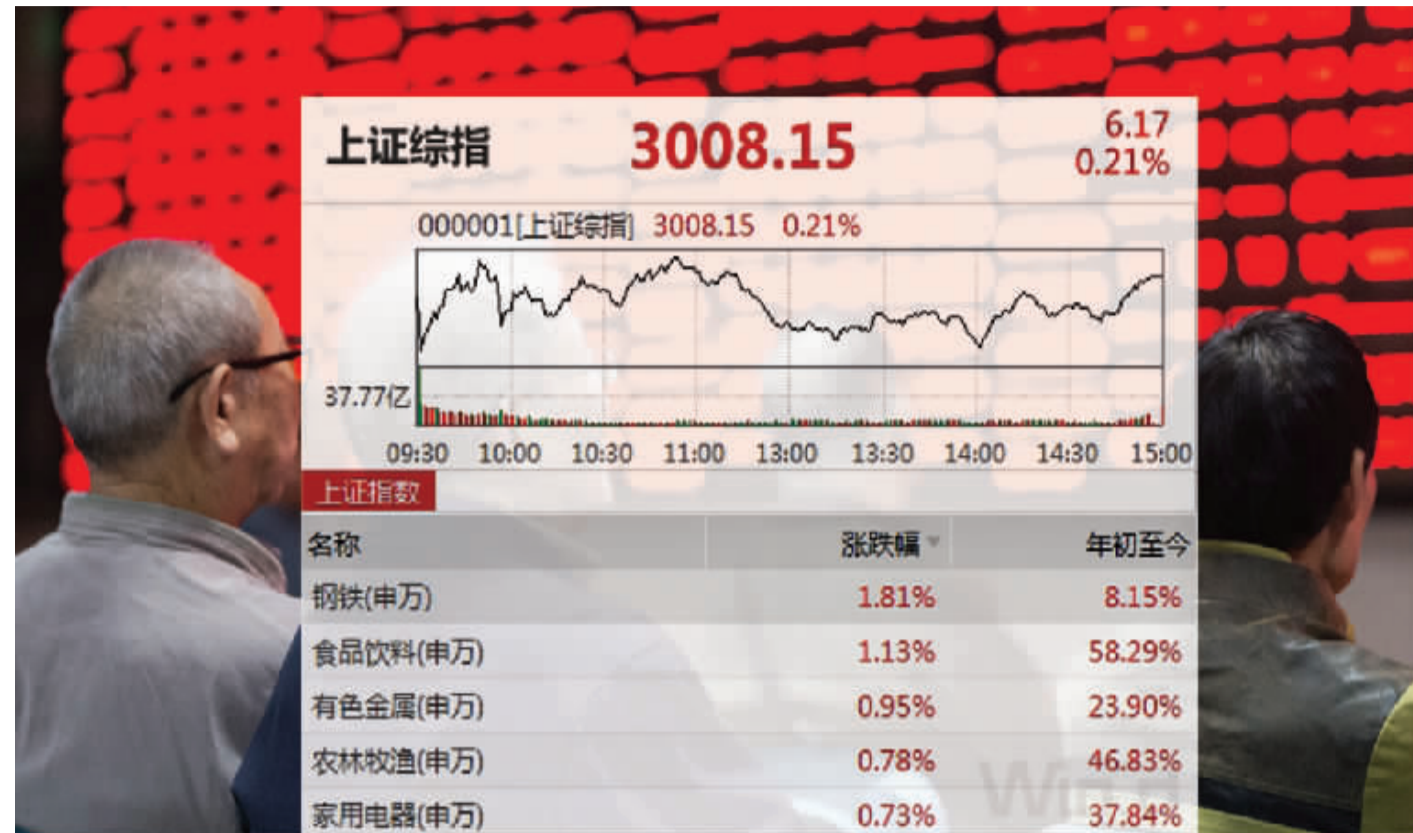 上证综指 3008.15 6.17
0.21%
000001[上证综指] 3008.15 0.21%
37.77亿
09:30 10:00 10:30 11:00 13:00 13:30 14:00 14:30 15:00
上证指数
名称 涨跌幅 年初至今
钢铁(申万) 1.81% 8.15%
食品饮料(申万) 1.13% 58.29%
有色金属(申万) 0.95% 23.90%
农林牧渔(申万) 0.78% 46.83%
家用电器(申万) 0.73% 37.84%